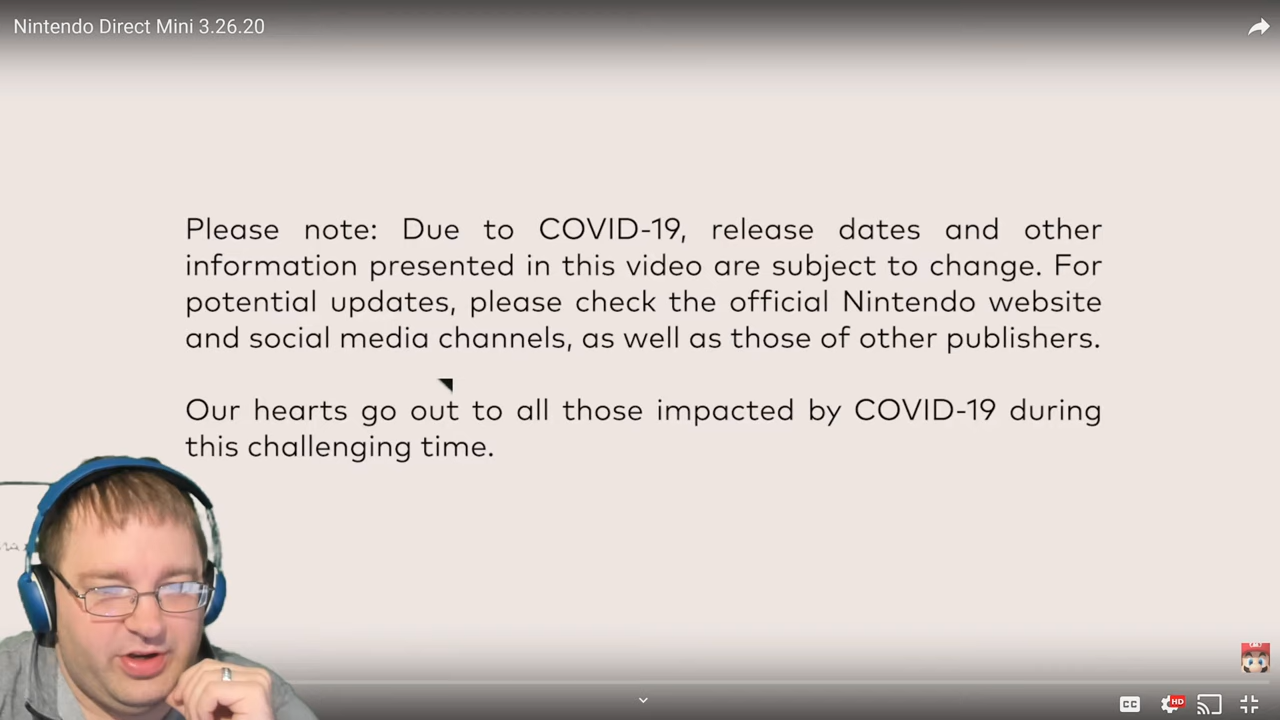 Nintendo Direct Mini 3.26.20
Please note: Due to COVID-19, release dates and other
information presented in this video are subject to change. For
potential updates, please check the official Nintendo website
and social media channels, as well as those of other publishers.
Our hearts go out to all those impacted by COVID-19 during
this challenging time.
CC
HD